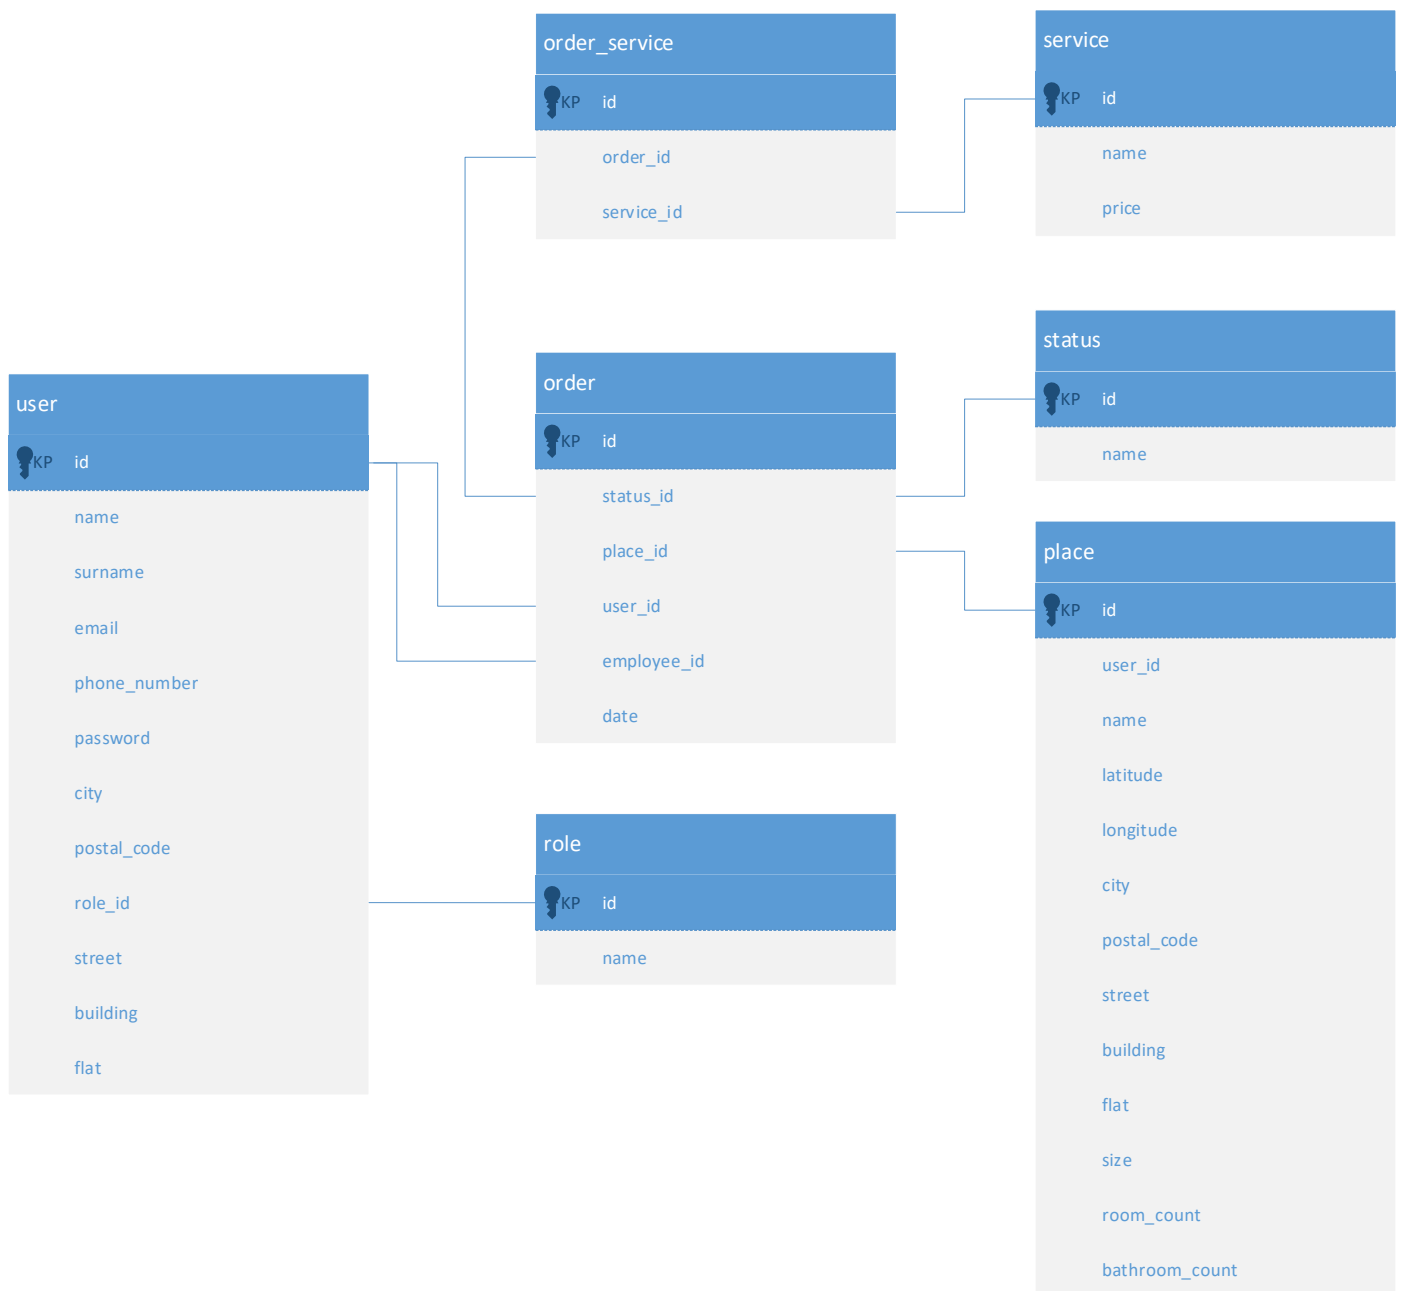 order_service
KP id
order_id
service_id
service
KP id
name
price
status
KP id
name
order
KP id
status_id
place_id
user_id
employee_id
date
user
KP id
name
surname
email
phone_number
password
city
postal_code
role_id
street
building
flat
role
KP id
name
place
KP id
user_id
name
latitude
longitude
city
postal_code
street
building
flat
size
room_count
bathroom_count